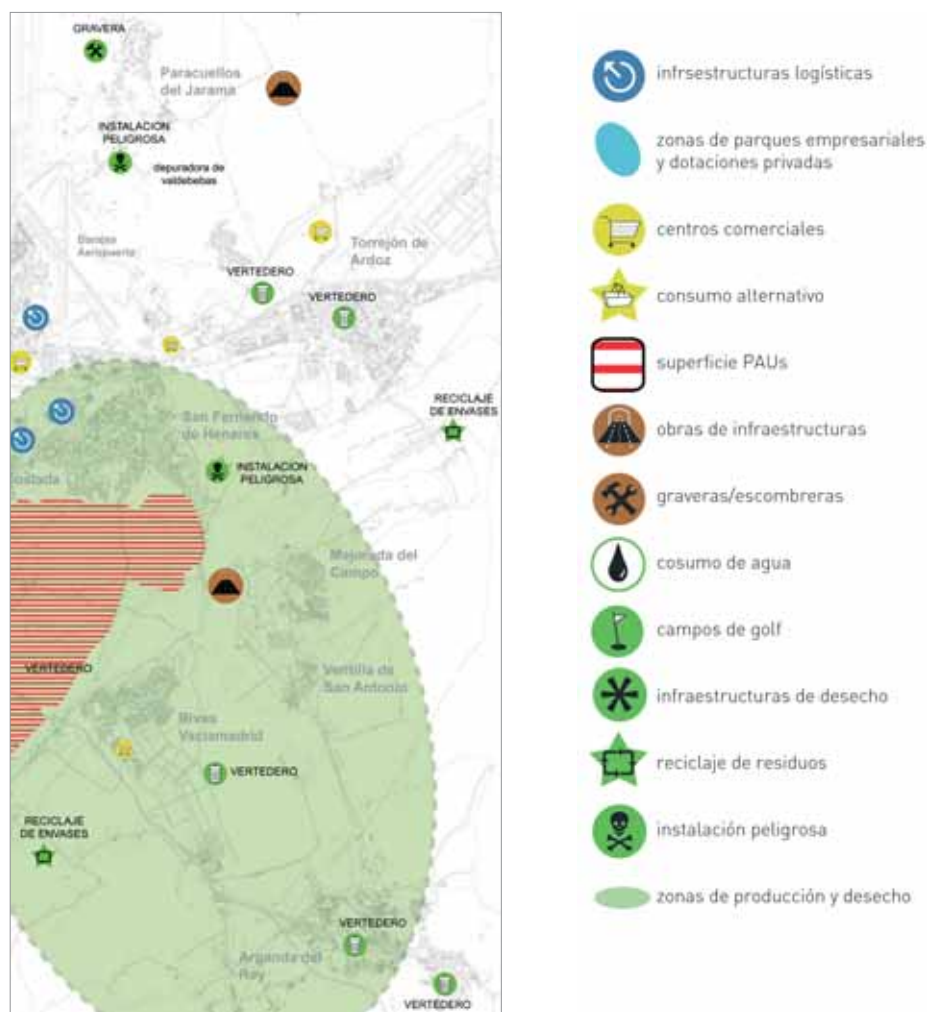 GRAVERA
Paracuellos
del Jarama
INSTALACION
PELIGROSA
depuradora de
valdebebas
Barajas
Aeropuerto
Torrejón de
Ardoz
VERTEDERO
VERTEDERO
RECICLAJE
DE ENVASES
San Fernando
de Henares
INSTALACION
PELIGROSA
oslada
Mejorada del
Campo
VERTEDERO
Ventilla de
San Antonio
Rivas
Vaciamadrid
VERTEDERO
RECICLAJE
DE ENVASES
VERTEDERO
Arganda del
Rey
VERTEDERO
infrsestructuras logísticas
zonas de parques empresariales
y dotaciones privadas
centros comerciales
consumo alternativo
superficie PAUs
obras de infraestructuras
graveras/escombreras
cosumo de agua
campos de golf
infraestructuras de desecho
reciclaje de residuos
instalación peligrosa
zonas de producción y desecho